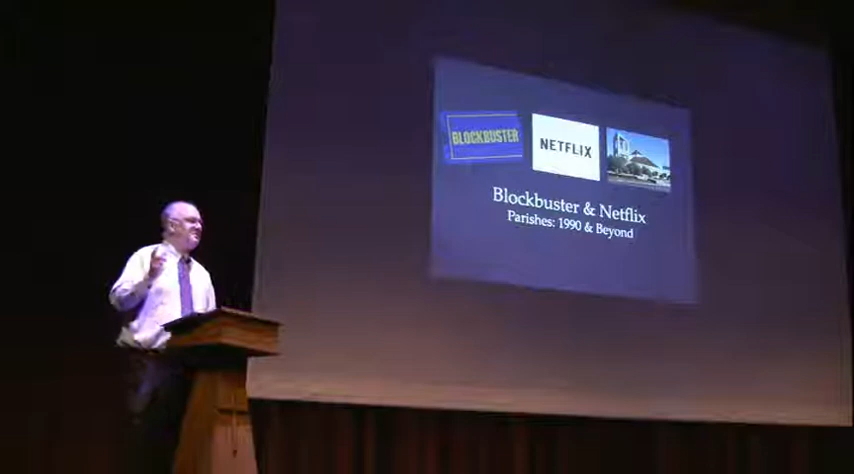 BLOCKBUSTER
NETFLIX
Blockbuster & Netflix
Parishes: 1990 & Beyond